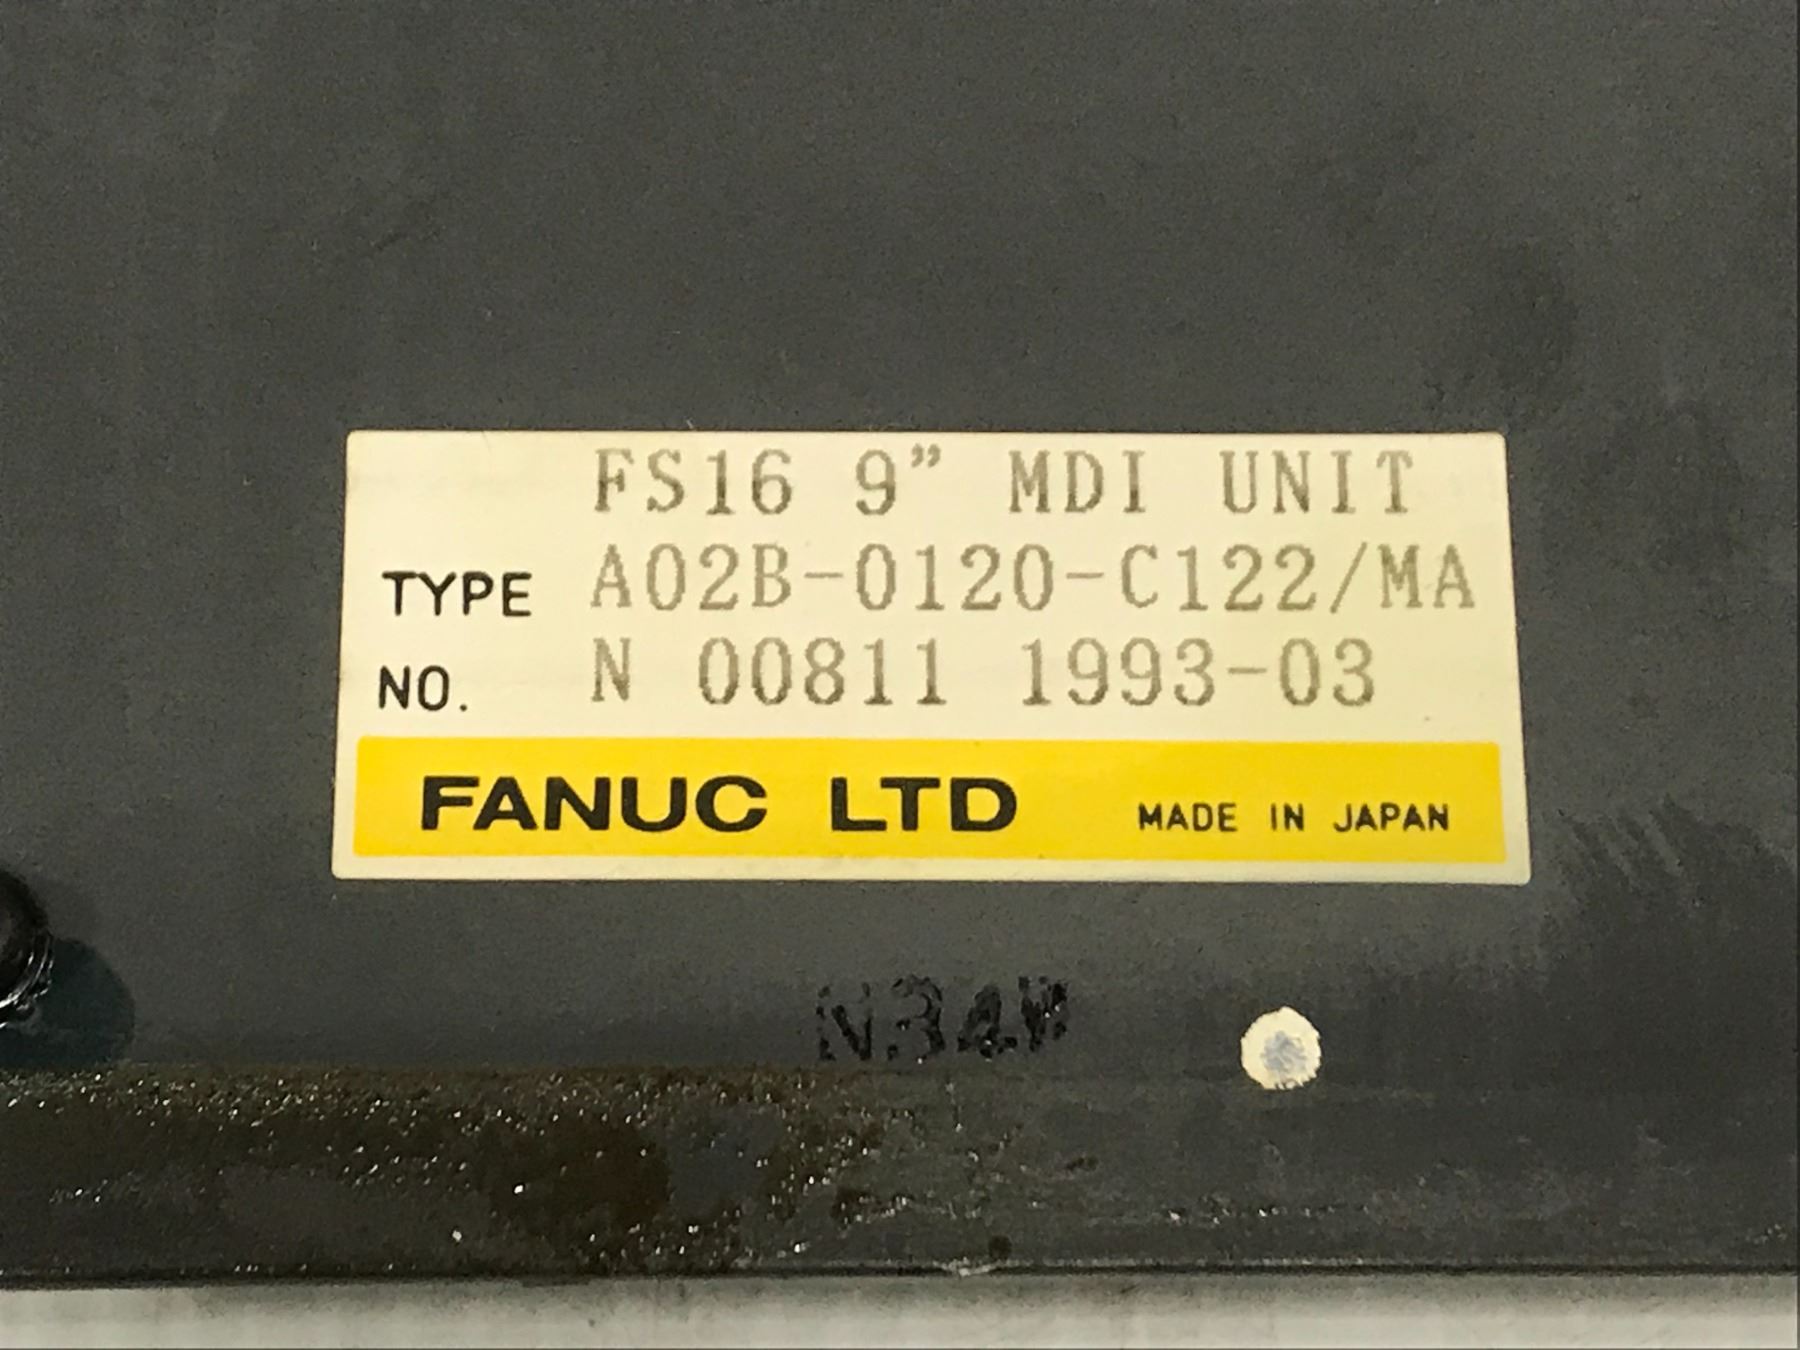 FS16 9” MDI UNIT
TYPE A02B-0120-C122/MA
NO. N 00811 1993-03
FANUC LTD MADE IN JAPAN